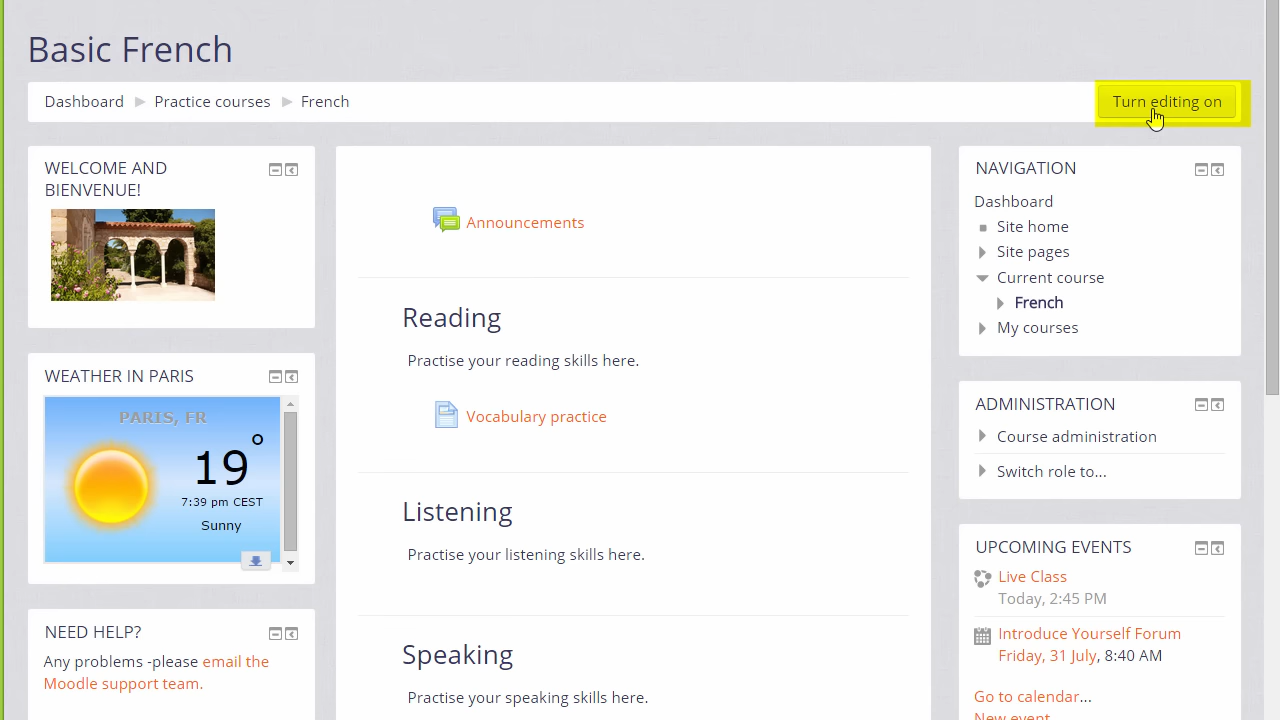 Basic French
Dashboard Practice courses French
Turn editing on
WELCOME AND
BIENVENUE!
WEATHER IN PARIS
PARIS, FR
19°
7:39 pm CEST
Sunny
NEED HELP?
Any problems -please email the
Moodle support team.
Announcements
Reading
Practise your reading skills here.
Vocabulary practice
Listening
Practise your listening skills here.
Speaking
Practise your speaking skills here.
NAVIGATION
Dashboard
Site home
Site pages
Current course
French
My courses
ADMINISTRATION
Course administration
Switch role to...
UPCOMING EVENTS
Live Class
Today, 2:45 PM
Introduce Yourself Forum
Friday, 31 July, 8:40 AM
Go to calendar...
New event